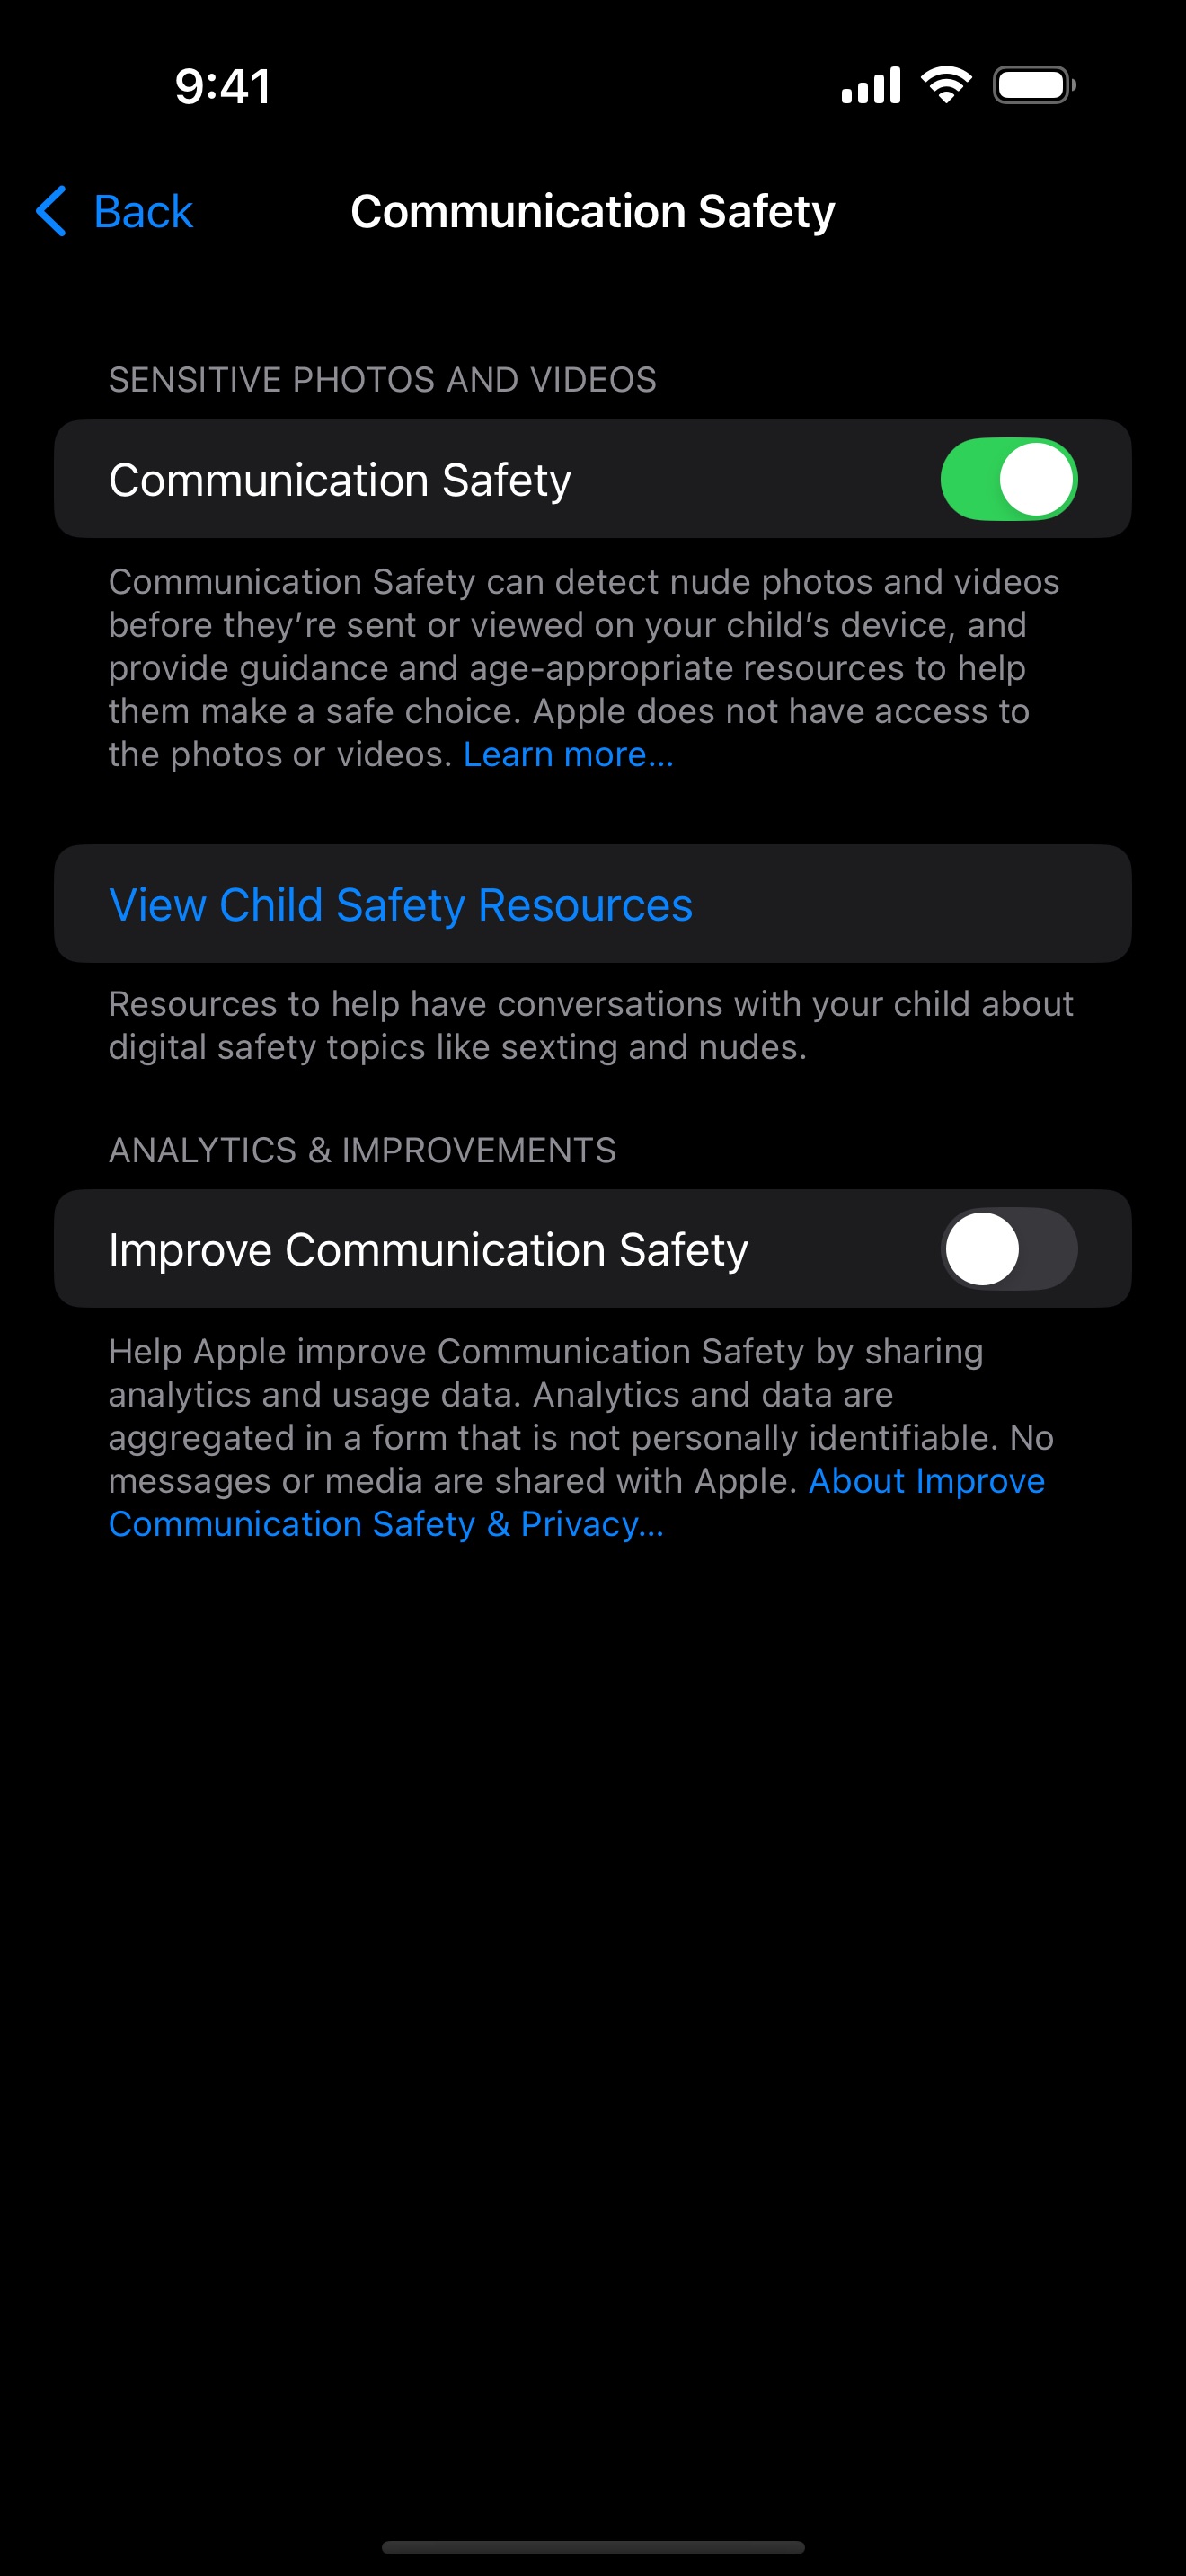 9:41
Back
Communication Safety
SENSITIVE PHOTOS AND VIDEOS
Communication Safety
Communication Safety can detect nude photos and videos
before they’re sent or viewed on your child’s device, and
provide guidance and age-appropriate resources to help
them make a safe choice. Apple does not have access to
the photos or videos. Learn more...
View Child Safety Resources
Resources to help have conversations with your child about
digital safety topics like sexting and nudes.
ANALYTICS & IMPROVEMENTS
Improve Communication Safety
Help Apple improve Communication Safety by sharing
analytics and usage data. Analytics and data are
aggregated in a form that is not personally identifiable. No
messages or media are shared with Apple. About Improve
Communication Safety & Privacy...